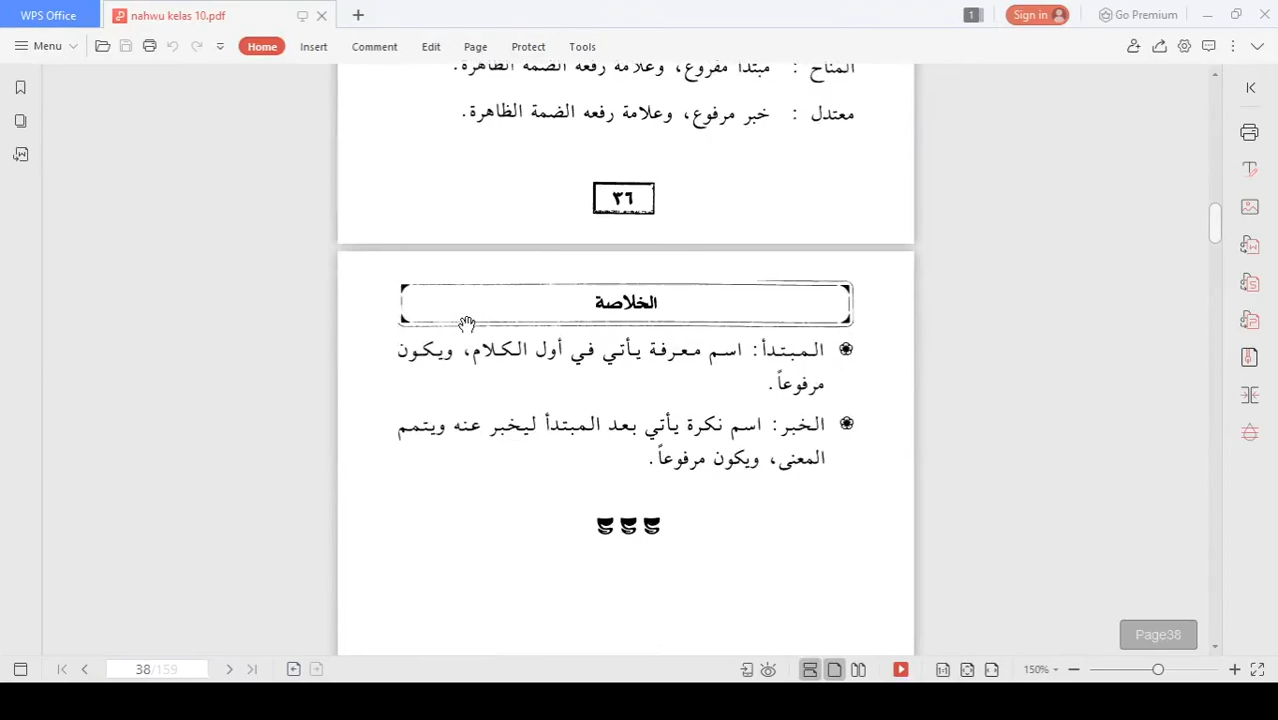 WPS Office
nahwu kelas 10.pdf
1
Sign in
Go Premium
Menu
Home
Insert
Comment
Edit
Page
Protect
Tools
المناخ : مبتدأ مفروع، وعلامة رفعه الضمة الظاهرة.
معتدل : خبر مرفوع، وعلامة رفعه الضمة الظاهرة.
٣٦
الخلاصة
المبتدأ: اسم معرفة يأتي في أول الكلام، ويكون
مرفوعاً.
الخبر: اسم نكرة يأتي بعد المبتدأ ليخبر عنه ويتمم
المعنى، ويكون مرفوعاً.
Page38
38/159
150%